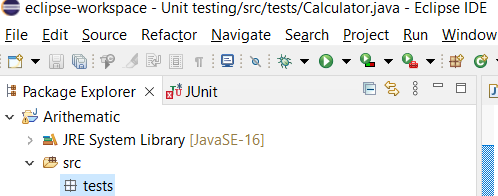 eclipse-workspace - Unit testing/src/tests/Calculator.java - Eclipse IDE
File Edit Source Refactor Navigate Search Project Run Window
Package Explorer JUnit
Arithematic
JRE System Library [JavaSE-16]
src
tests